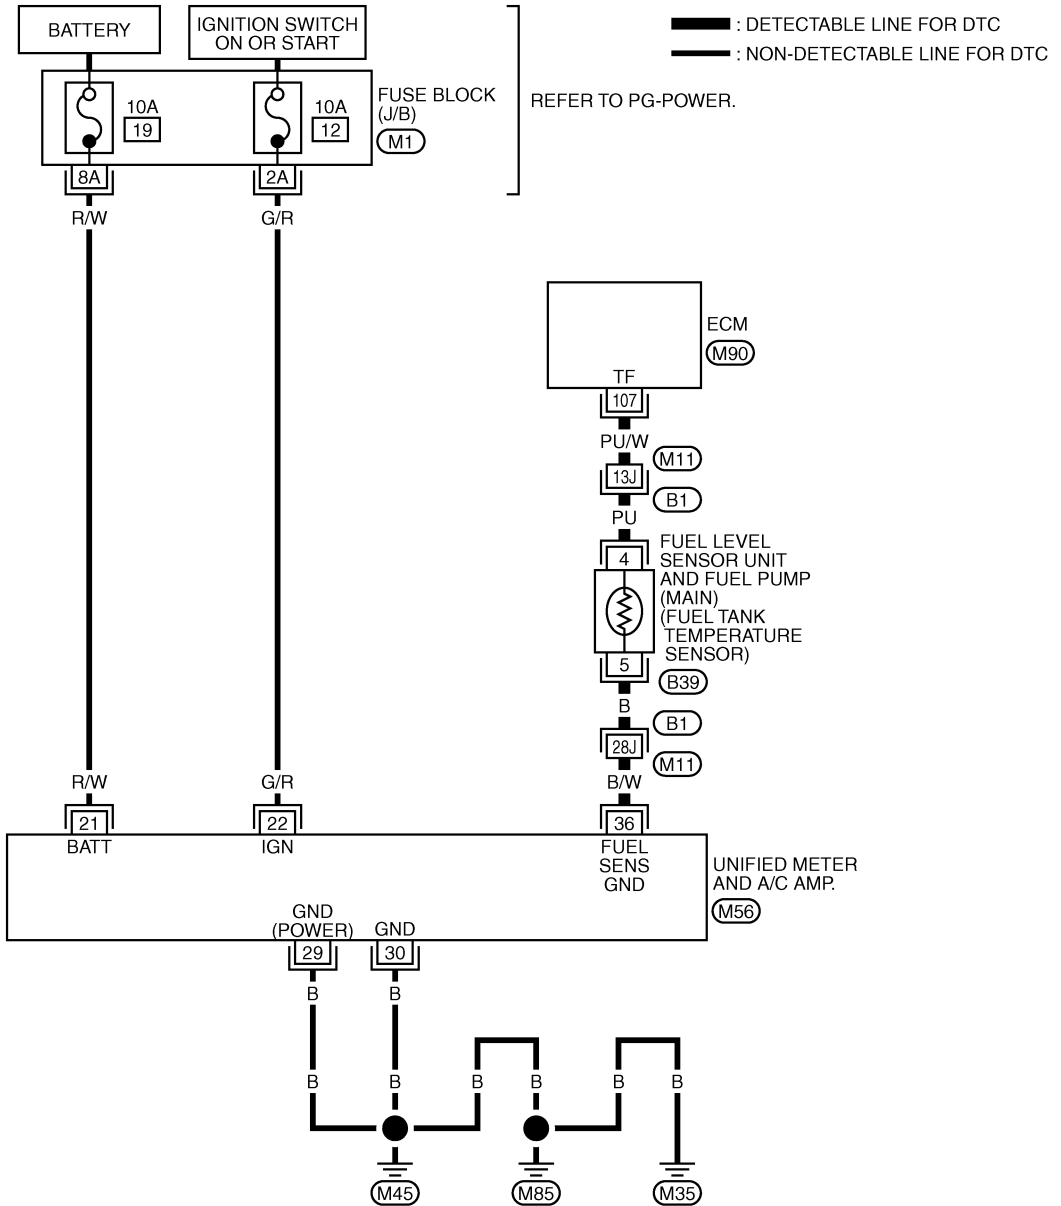 BATTERY
IGNITION SWITCH
ON OR START
: DETECTABLE LINE FOR DTC
: NON-DETECTABLE LINE FOR DTC
10A
19
10A
12
FUSE BLOCK
(J/B)
M1
REFER TO PG-POWER.
8A
2A
R/W
G/R
ECM
M90
TF
107
PU/W
M11
13J
B1
PU
4
FUEL LEVEL
SENSOR UNIT
AND FUEL PUMP
(MAIN)
(FUEL TANK
TEMPERATURE
SENSOR)
5
B39
B
B1
28J
M11
R/W
G/R
B/W
21
22
36
BATT
IGN
FUEL
SENS
GND
UNIFIED METER
AND A/C AMP.
M56
GND
(POWER)
GND
29
30
B
B
B
B
B
B
B
B
M45
M85
M35